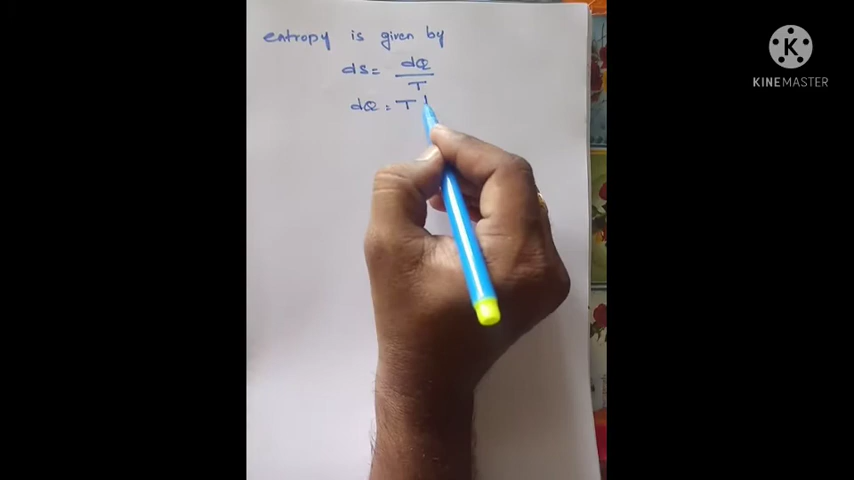 entropy is given by
dS = dQ
T
dQ = T
KINEMASTER